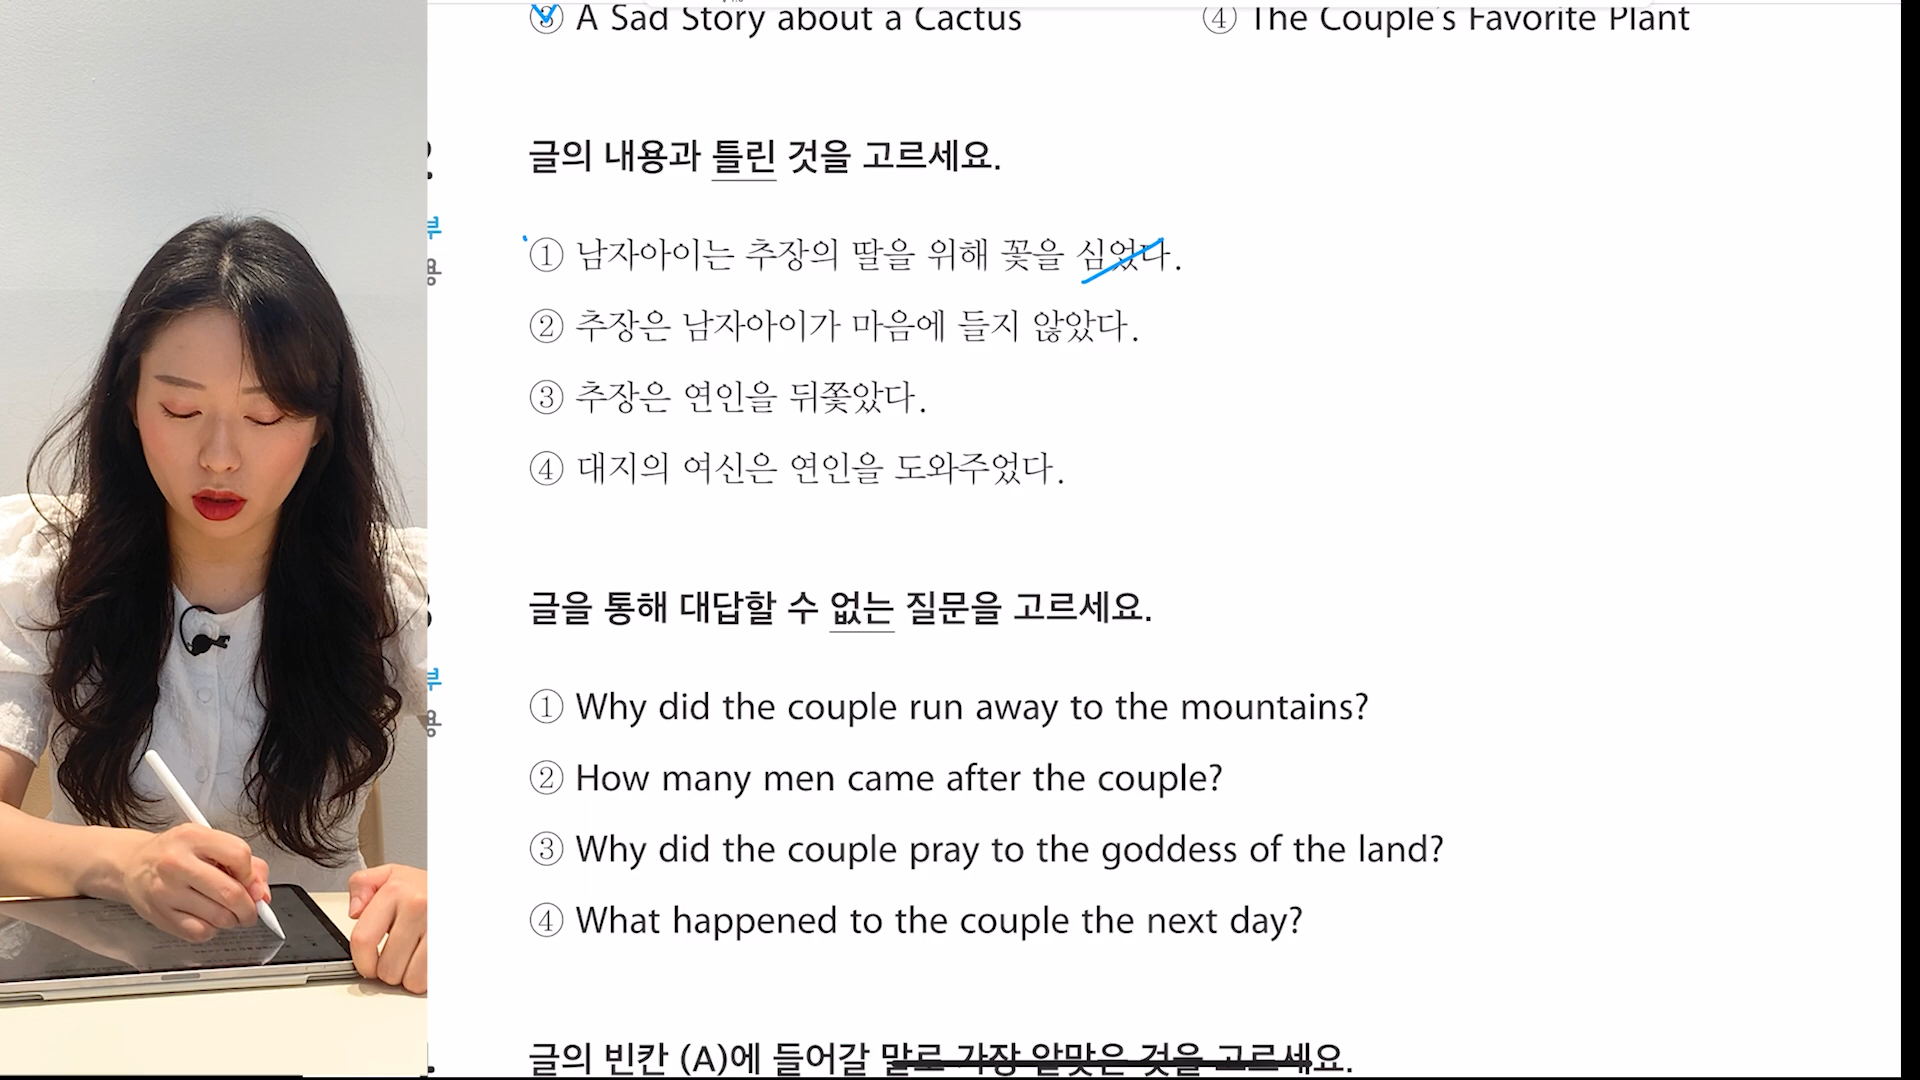 ③ A Sad Story about a Cactus ④ The Couple's Favorite Plant
글의 내용과 틀린 것을 고르세요.
① 남자아이는 추장의 딸을 위해 꽃을 심었다.
② 추장은 남자아이가 마음에 들지 않았다.
③ 추장은 연인을 뒤쫓았다.
④ 대지의 여신은 연인을 도와주었다.
글을 통해 대답할 수 없는 질문을 고르세요.
① Why did the couple run away to the mountains?
② How many men came after the couple?
③ Why did the couple pray to the goddess of the land?
④ What happened to the couple the next day?
글의 빈칸 (A)에 들어갈 말로 가장 알맞은 것을 고르세요.